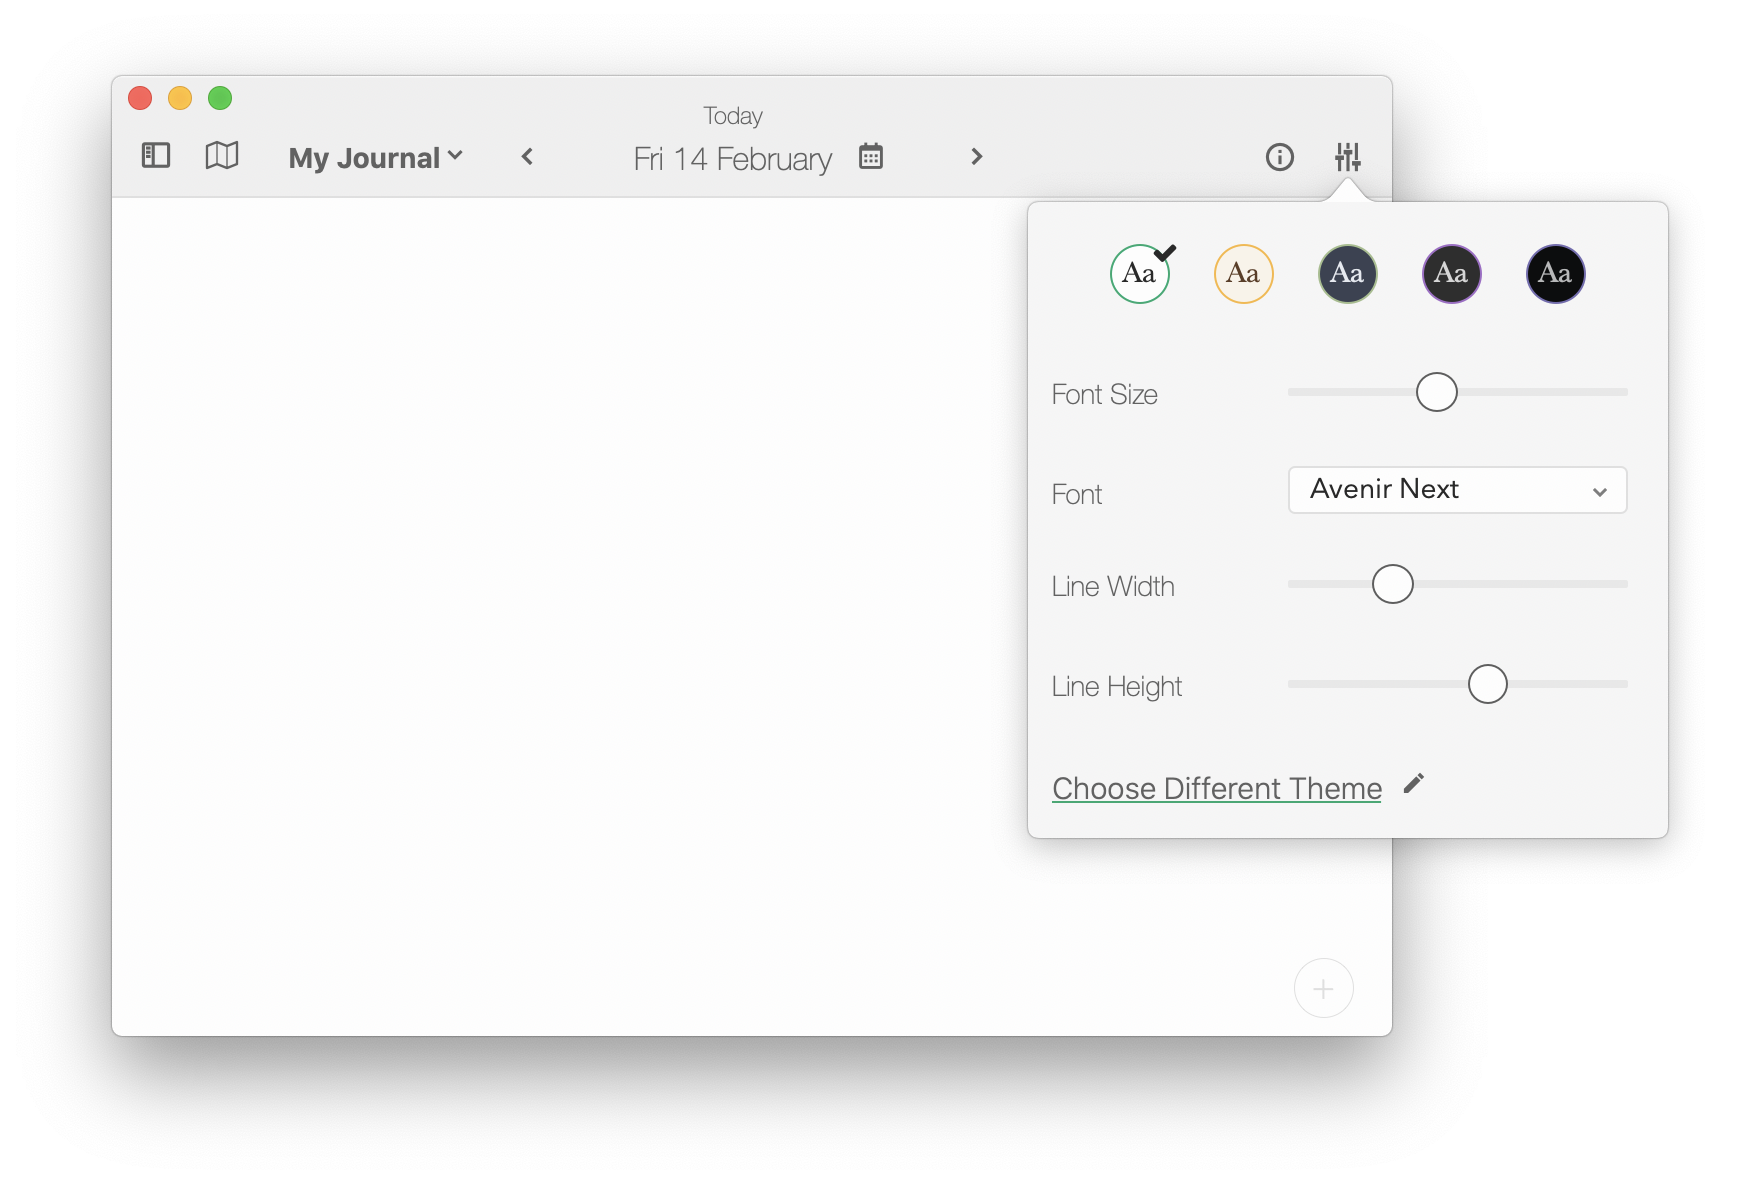 Today
My Journal
Fri 14 February
Aa Aa Aa Aa Aa
Font Size
Font
Avenir Next
Line Width
Line Height
Choose Different Theme